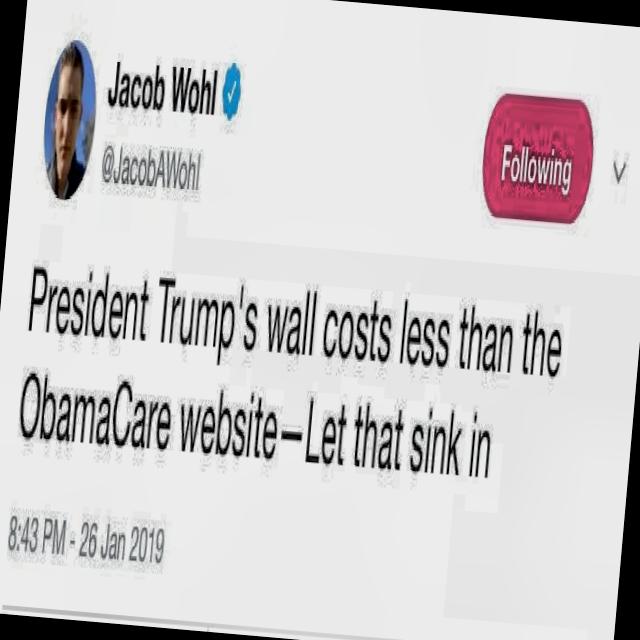 Jacob Wohl
@JacobAWohl
Following
President Trump's wall costs less than the
ObamaCare website—Let that sink in
8:43 PM - 26 Jan 2019